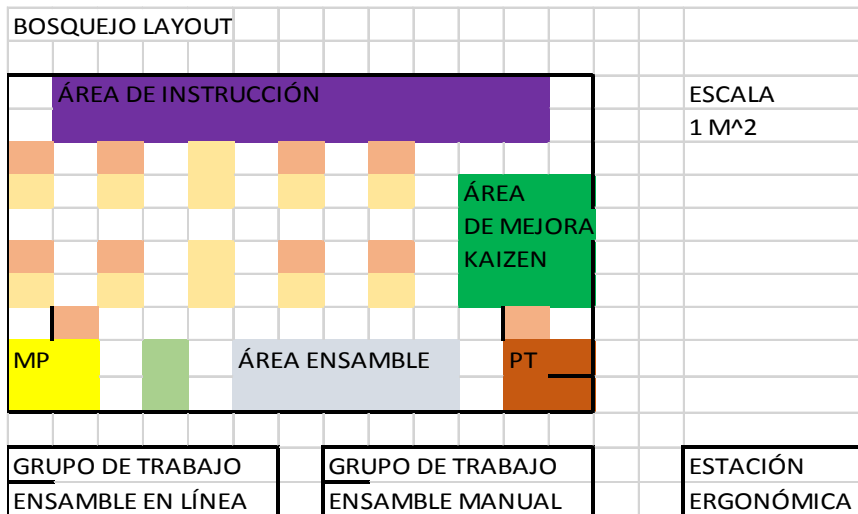 BOSQUEJO LAYOUT
ÁREA DE INSTRUCCIÓN
ESCALA
1 M^2
ÁREA
DE MEJORA
KAIZEN
MP
ÁREA ENSAMBLE
PT
GRUPO DE TRABAJO
ENSAMBLE EN LÍNEA
GRUPO DE TRABAJO
ENSAMBLE MANUAL
ESTACIÓN
ERGONÓMICA